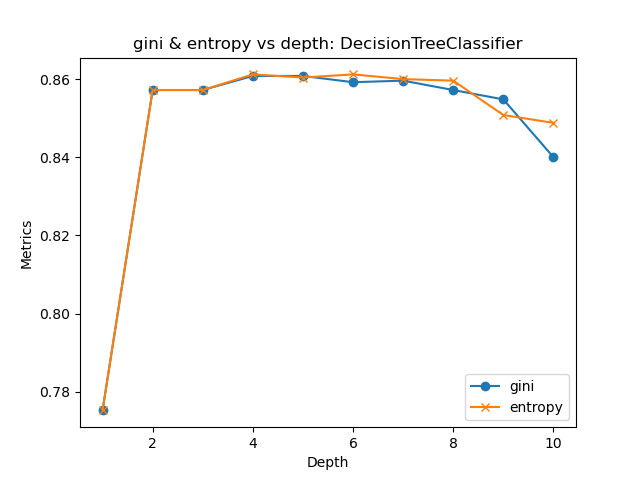 gini & entropy vs depth: DecisionTreeClassifier
0.86
0.84
0.82
0.80
0.78
Metrics
gini
entropy
2 4 6 8 10
Depth